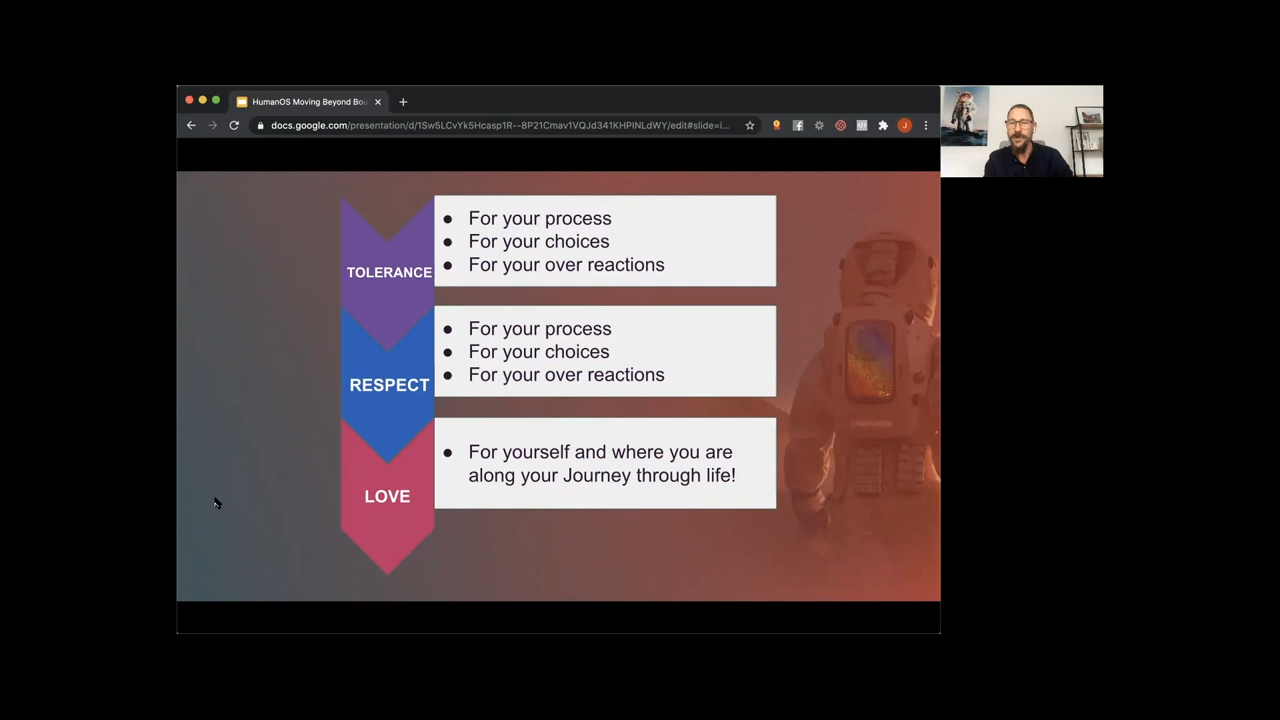 HumanOS Moving Beyond Bou
docs.google.com/presentation/d/1Sw5LCvYk5Hcasp1R--8P21Cmav1VQJd341KHPINLdWY/edit#slide=i...
J
TOLERANCE
● For your process
● For your choices
● For your over reactions
RESPECT
● For your process
● For your choices
● For your over reactions
LOVE
● For yourself and where you are
along your Journey through life!